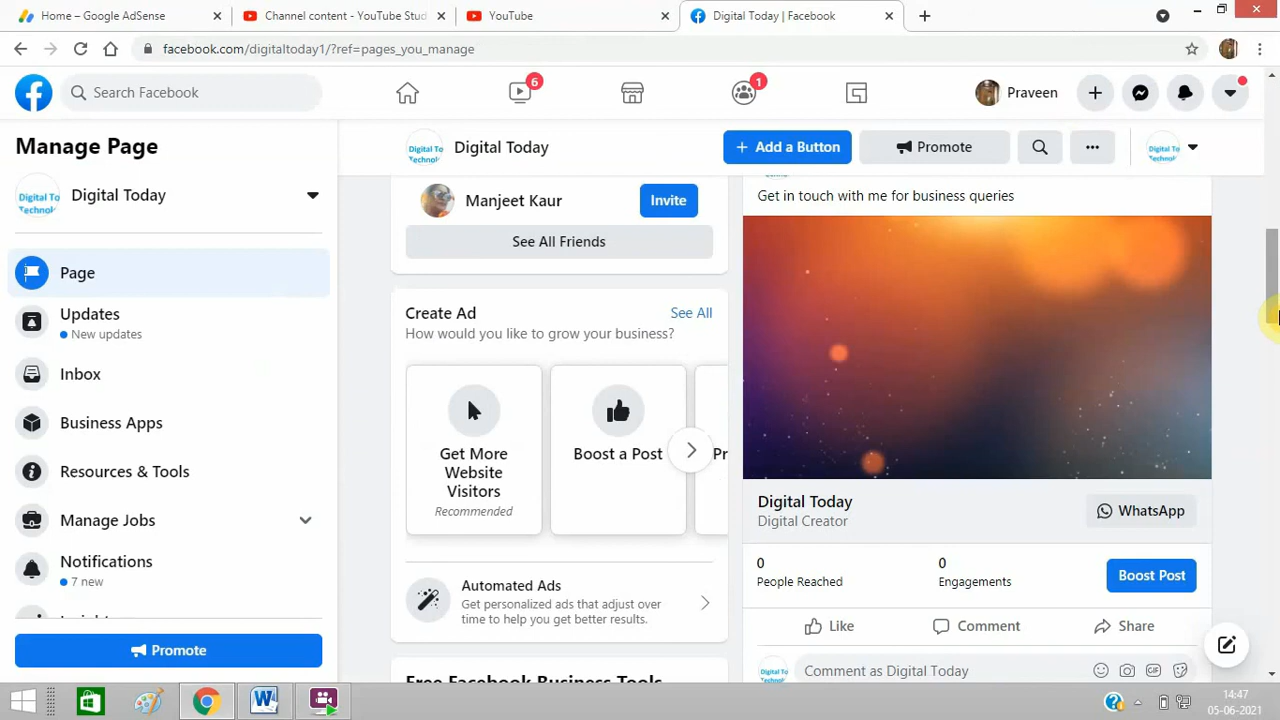 Home – Google AdSense
Channel content - YouTube Stud
YouTube
Digital Today | Facebook
facebook.com/digitaltoday1/?ref=pages_you_manage
Search Facebook
6
1
Praveen
Manage Page
Digital Today
Page
Updates
New updates
Inbox
Business Apps
Resources & Tools
Manage Jobs
Notifications
7 new
Promote
Digital Today
Add a Button
Promote
Manjeet Kaur
Invite
See All Friends
Create Ad
See All
How would you like to grow your business?
Get More
Website
Visitors
Recommended
Boost a Post
Pr
Automated Ads
Get personalized ads that adjust over
time to help you get better results.
Free Facebook Business Tools
Get in touch with me for business queries
Digital Today
Digital Creator
WhatsApp
0
People Reached
0
Engagements
Boost Post
Like
Comment
Share
Comment as Digital Today
GIF
14:47
05-06-2021